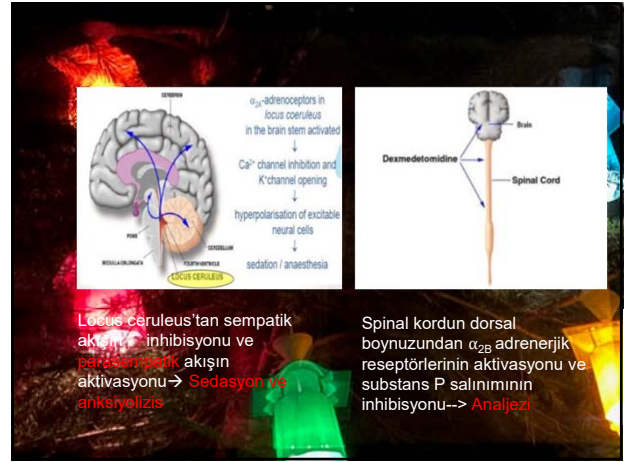 CEREBRUM
α2A-adrenoceptors in
locus coeruleus
in the brain stem activated
↓
Ca2+ channel inhibition and
K+channel opening
↓
hyperpolarisation of excitable
neural cells
↓
sedation / anaesthesia
PONS
CEREBELLUM
MEDULLA OBLONGATA
FOURTH VENTRICLE
LOCUS CERULEUS
Brain
Dexmedetomidine
Spinal Cord
Locus ceruleus’tan sempatik
akışın inhibisyonu ve
parasempatik akışın
aktivasyonu→ Sedasyon ve
anksiyolizis
Spinal kordun dorsal
boynuzundan α2B adrenerjik
reseptörlerinin aktivasyonu ve
substans P salınımının
inhibisyonu--> Analjezi